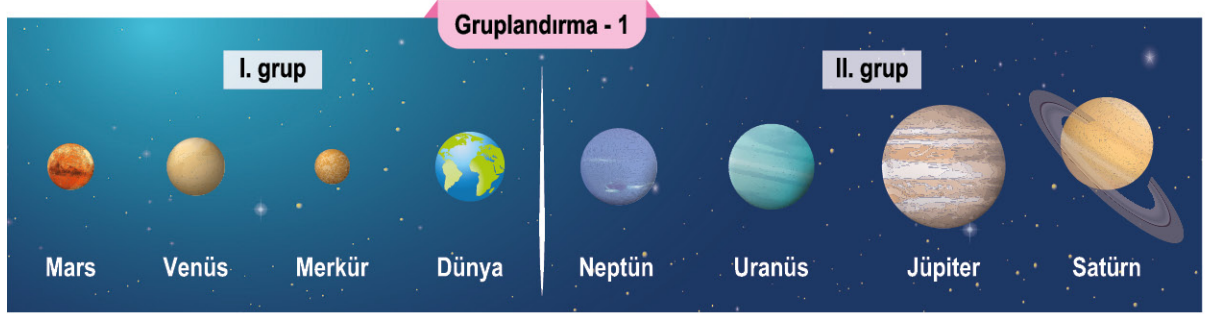 Gruplandırma - 1
I. grup
II. grup
Mars Venüs Merkür Dünya Neptün Uranüs Jüpiter Satürn